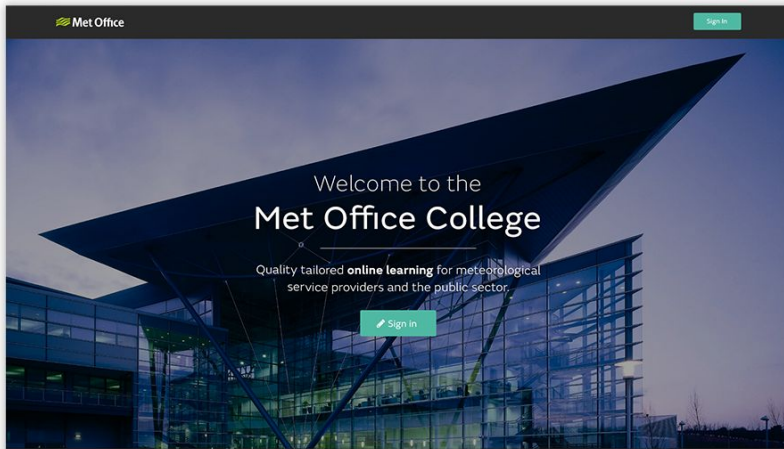 Met Office
Sign In
Welcome to the
Met Office College
Quality tailored online learning for meteorological
service providers and the public sector.
Sign in